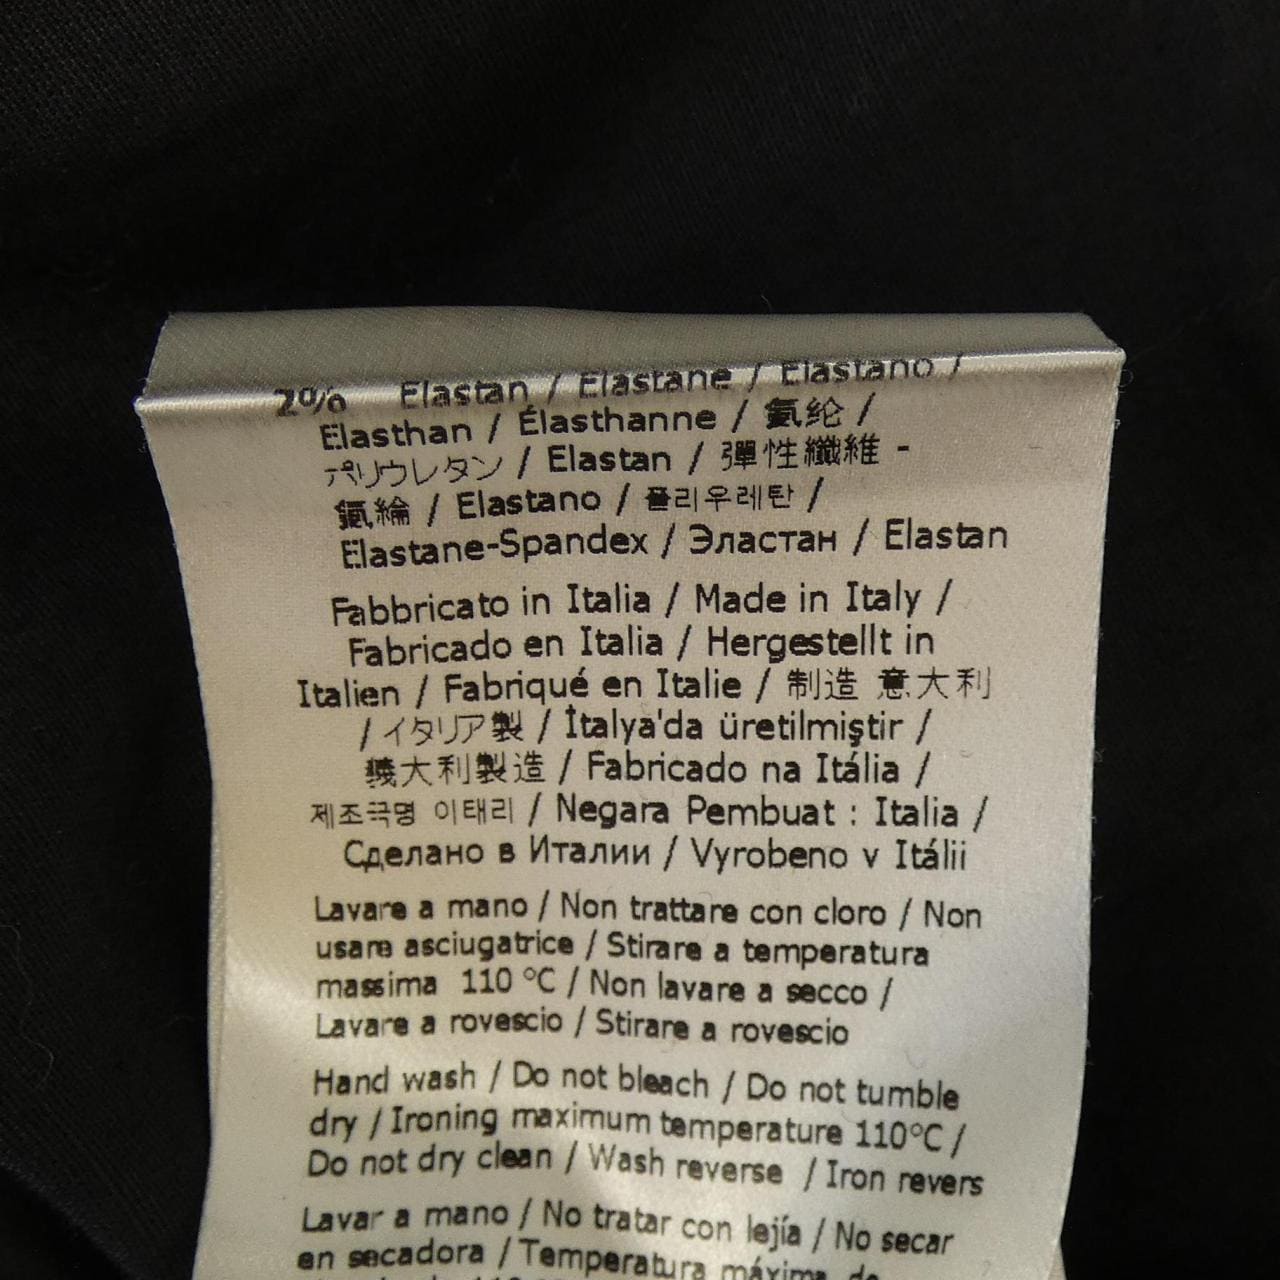 2% Elastan / Elastane / Elastano /
Elasthan / Élasthanne / 氨纶 /
ポリウレタン / Elastan / 彈性纖維 -
氨綸 / Elastano / 폴리우레탄 /
Elastane-Spandex / Эластан / Elastan
Fabbricato in Italia / Made in Italy /
Fabricado en Italia / Hergestellt in
Italien / Fabriqué en Italie / 制造 意大利
/ イタリア製 / İtalya'da üretilmiştir /
義大利製造 / Fabricado na Itália /
제조국명 이태리 / Negara Pembuat : Italia /
Сделано в Италии / Vyrobeno v Itálii
Lavare a mano / Non trattare con cloro / Non
usare asciugatrice / Stirare a temperatura
massima 110 °C / Non lavare a secco /
Lavare a rovescio / Stirare a rovescio
Hand wash / Do not bleach / Do not tumble
dry / Ironing maximum temperature 110°C /
Do not dry clean / Wash reverse / Iron revers
Lavar a mano / No tratar con lejía / No secar
en secadora / Temperatura máxima de